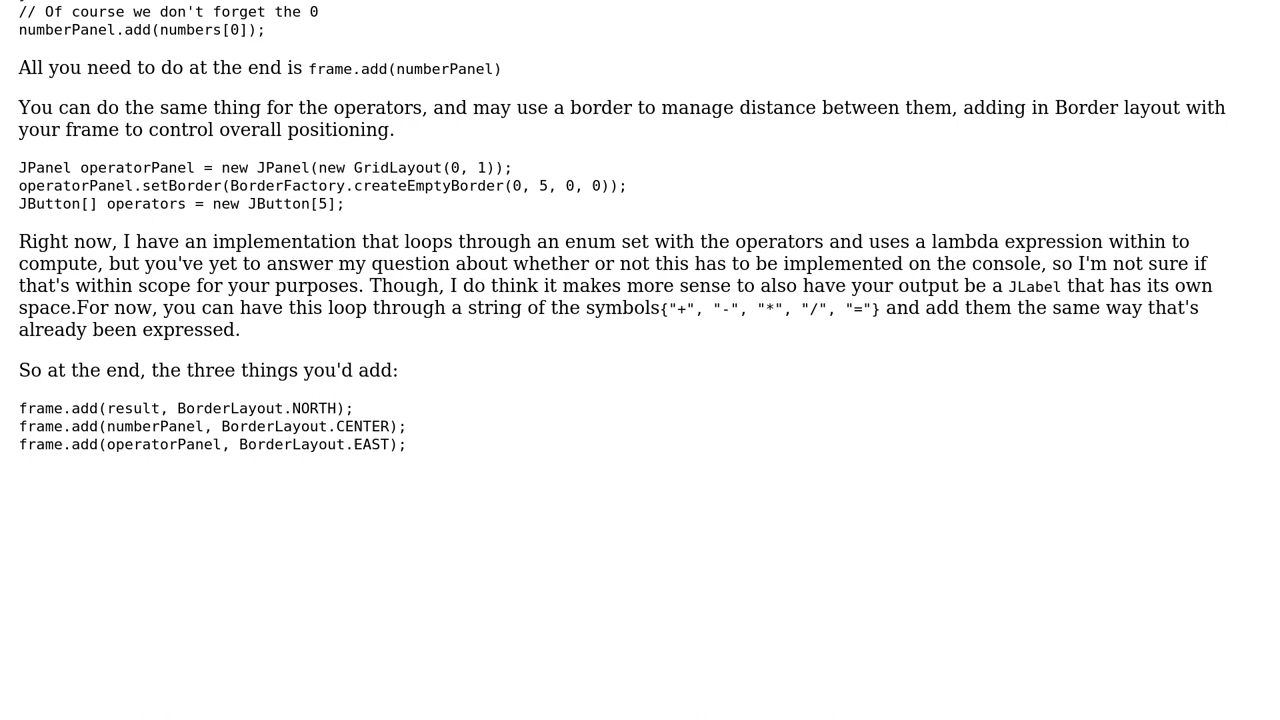 // Of course we don't forget the 0
numberPanel.add(numbers[0]);
All you need to do at the end is frame.add(numberPanel)
You can do the same thing for the operators, and may use a border to manage distance between them, adding in Border layout with
your frame to control overall positioning.
JPanel operatorPanel = new JPanel(new GridLayout(0, 1));
operatorPanel.setBorder(BorderFactory.createEmptyBorder(0, 5, 0, 0));
JButton[] operators = new JButton[5];
Right now, I have an implementation that loops through an enum set with the operators and uses a lambda expression within to
compute, but you've yet to answer my question about whether or not this has to be implemented on the console, so I'm not sure if
that's within scope for your purposes. Though, I do think it makes more sense to also have your output be a JLabel that has its own
space.For now, you can have this loop through a string of the symbols{"+", "-", "*", "/", "="} and add them the same way that's
already been expressed.
So at the end, the three things you'd add:
frame.add(result, BorderLayout.NORTH);
frame.add(numberPanel, BorderLayout.CENTER);
frame.add(operatorPanel, BorderLayout.EAST);